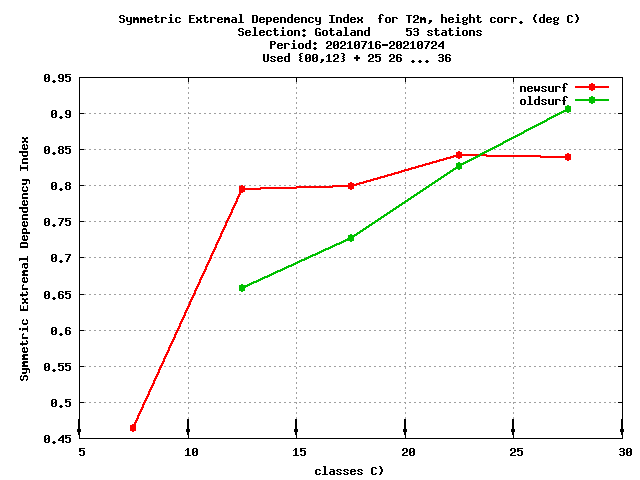 Symmetric Extremal Dependency Index  for T2m, height corr. (deg C)
Selection: Gotaland     53 stations
Period: 20210716-20210724
Used {00,12} + 25 26 ... 36
newsurf
oldsurf
Symmetric Extremal Dependency Index
0.95
0.9
0.85
0.8
0.75
0.7
0.65
0.6
0.55
0.5
0.45
5 10 15 20 25 30
classes C)